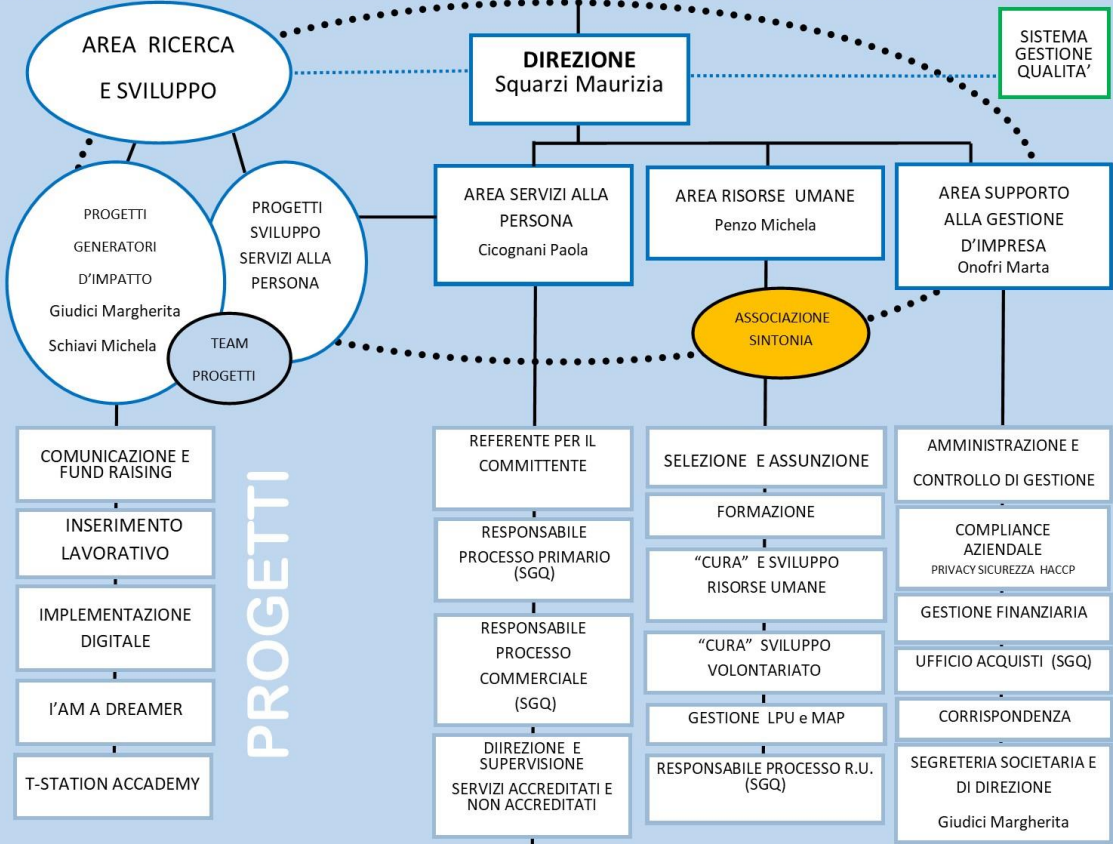 AREA RICERCA
E SVILUPPO
DIREZIONE
Squarzi Maurizia
SISTEMA
GESTIONE
QUALITA’
PROGETTI
GENERATORI
D’IMPATTO
Giudici Margherita
Schiavi Michela
PROGETTI
SVILUPPO
SERVIZI ALLA
PERSONA
TEAM
PROGETTI
AREA SERVIZI ALLA
PERSONA
Cicognani Paola
AREA RISORSE UMANE
Penzo Michela
AREA SUPPORTO
ALLA GESTIONE
D’IMPRESA
Onofri Marta
ASSOCIAZIONE
SINTONIA
COMUNICAZIONE E
FUND RAISING
INSERIMENTO
LAVORATIVO
IMPLEMENTAZIONE
DIGITALE
I’AM A DREAMER
T-STATION ACCADEMY
PROGETTI
REFERENTE PER IL
COMMITTENTE
RESPONSABILE
PROCESSO PRIMARIO
(SGQ)
RESPONSABILE
PROCESSO
COMMERCIALE
(SGQ)
DIIREZIONE E
SUPERVISIONE
SERVIZI ACCREDITATI E
NON ACCREDITATI
SELEZIONE E ASSUNZIONE
FORMAZIONE
“CURA” E SVILUPPO
RISORSE UMANE
“CURA” SVILUPPO
VOLONTARIATO
GESTIONE LPU e MAP
RESPONSABILE PROCESSO R.U.
(SGQ)
AMMINISTRAZIONE E
CONTROLLO DI GESTIONE
COMPLIANCE
AZIENDALE
PRIVACY SICUREZZA HACCP
GESTIONE FINANZIARIA
UFFICIO ACQUISTI (SGQ)
CORRISPONDENZA
SEGRETERIA SOCIETARIA E
DI DIREZIONE
Giudici Margherita